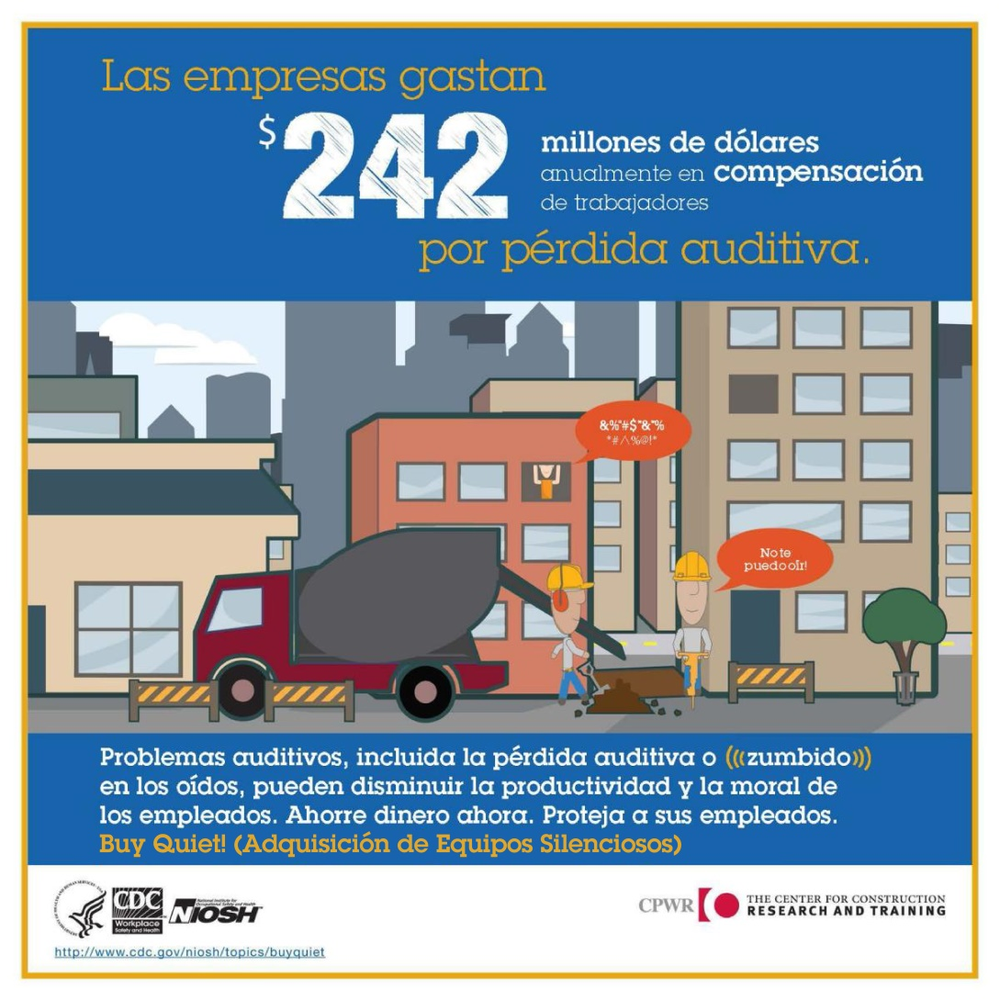 Las empresas gastan
$242
millones de dólares
anualmente en compensación
de trabajadores
por pérdida auditiva.
&%"#$"&"%
*#/\%@!*
No te
puedo oír!
Problemas auditivos, incluida la pérdida auditiva o (((zumbido)))
en los oídos, pueden disminuir la productividad y la moral de
los empleados. Ahorre dinero ahora. Proteja a sus empleados.
Buy Quiet! (Adquisición de Equipos Silenciosos)
CDC
Workplace
Safety and Health
National Institute for
Occupational Safety and Health
NIOSH
http://www.cdc.gov/niosh/topics/buyquiet
CPWR
THE CENTER FOR CONSTRUCTION
RESEARCH AND TRAINING